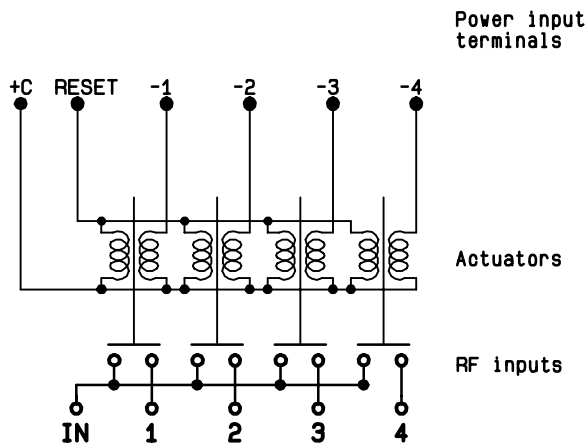 Power input
terminals
+C RESET -1 -2 -3 -4
Actuators
RF inputs
IN 1 2 3 4